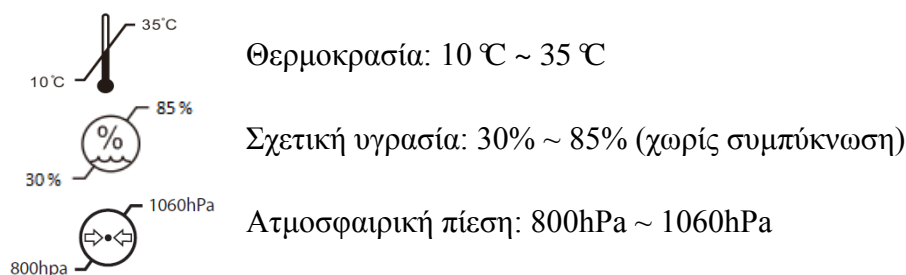 35℃
10℃
Θερμοκρασία: 10 ℃ ~ 35 ℃
85%
%
30%
Σχετική υγρασία: 30% ~ 85% (χωρίς συμπύκνωση)
1060hPa
800hpa
Ατμοσφαιρική πίεση: 800hPa ~ 1060hPa